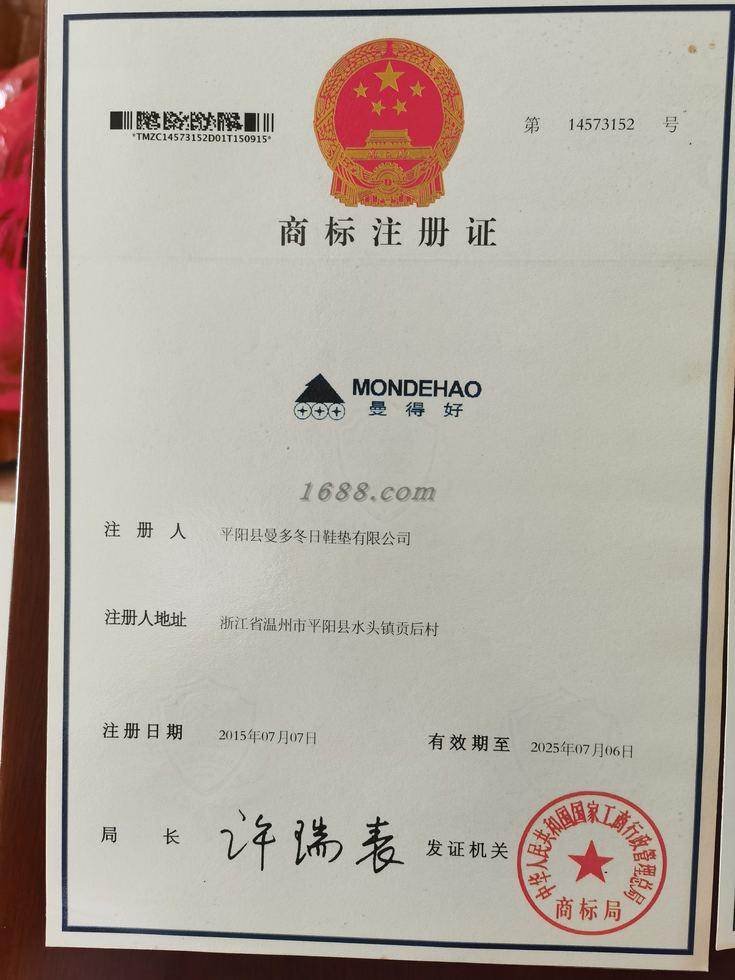 *TMZC14573152D01T150915*
第 14573152 号
商标注册证
MONDEHAO
曼得好
1688.com
注册人 平阳县曼多冬日鞋垫有限公司
注册人地址 浙江省温州市平阳县水头镇贡后村
注册日期 2015年07月07日 有效期至 2025年07月06日
局长 许瑞表 发证机关
中华人民共和国国家工商行政管理总局
商标局